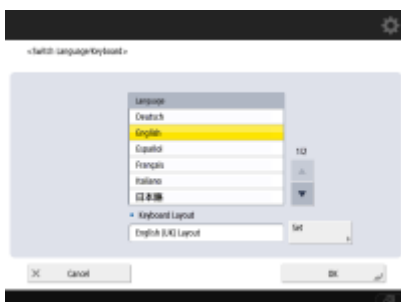 <Switch Language/Keyboard>
Language
Deutsch
English
Español
Français
Italiano
日本語
1/2
Keyboard Layout
English (UK) Layout
Set
Cancel
OK